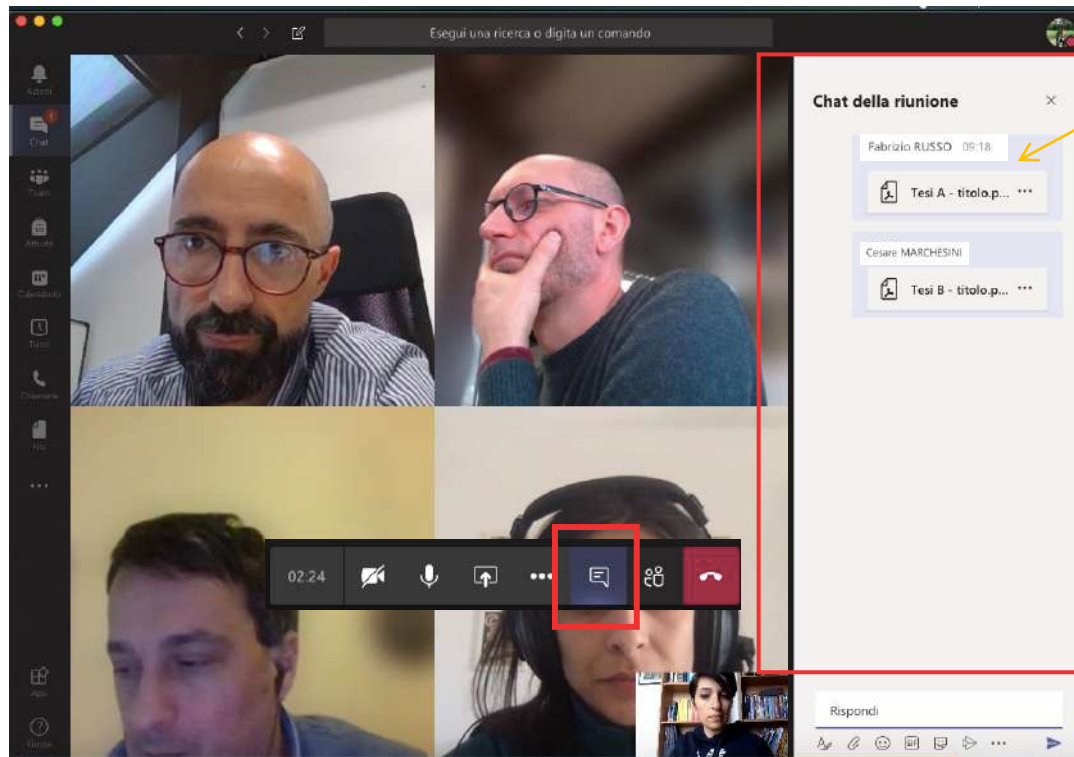 Esegui una ricerca o digita un comando
Chat
Team
Attività
Calendario
Turni
Chiamate
File
App
Guida
02:24
Chat della riunione
Fabrizio RUSSO 09:18
Tesi A - titolo.p...
Cesare MARCHESINI
Tesi B - titolo.p...
Rispondi